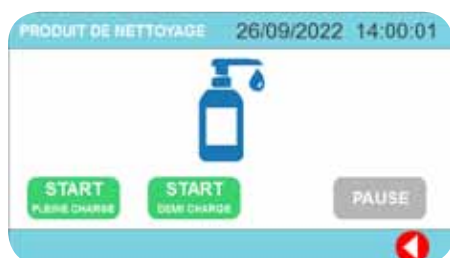 PRODUIT DE NETTOYAGE 26/09/2022 14:00:01
START START PAUSE
PLEINE CHARGE DEMI CHARGE